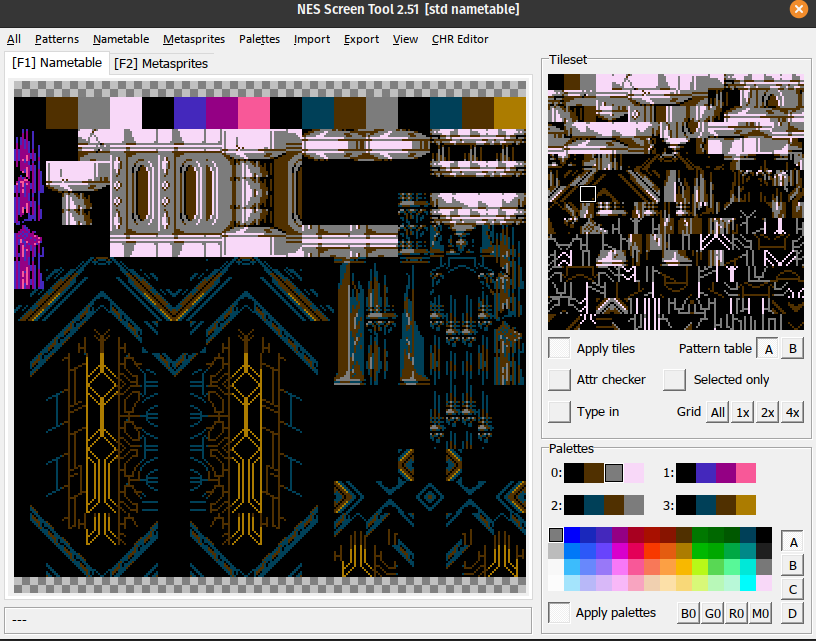 NES Screen Tool 2.51 [std nametable]
All Patterns Nametable Metasprites Palettes Import Export View CHR Editor
[F1] Nametable [F2] Metasprites
Tileset
Apply tiles Pattern table A B
Attr checker Selected only
Type in Grid All 1x 2x 4x
Palettes
0: 1:
2: 3:
A
B
C
Apply palettes B0 G0 R0 M0 D
---